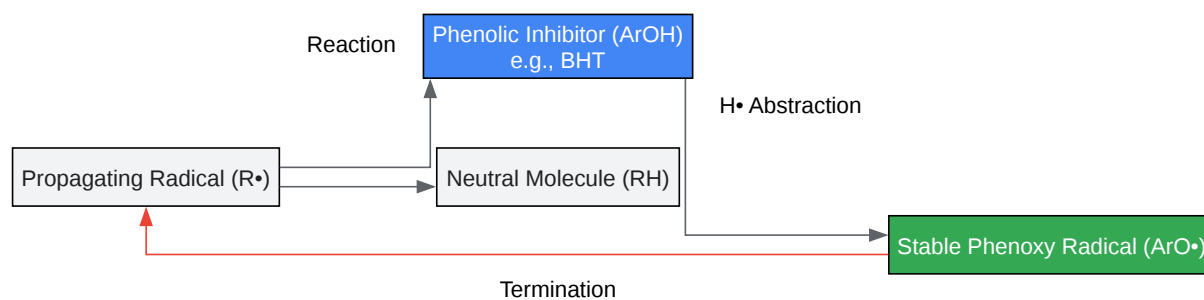 Phenolic Inhibitor (ArOH)
e.g., BHT
Reaction
H• Abstraction
Propagating Radical (R•)
Neutral Molecule (RH)
Stable Phenoxy Radical (ArO•)
Termination